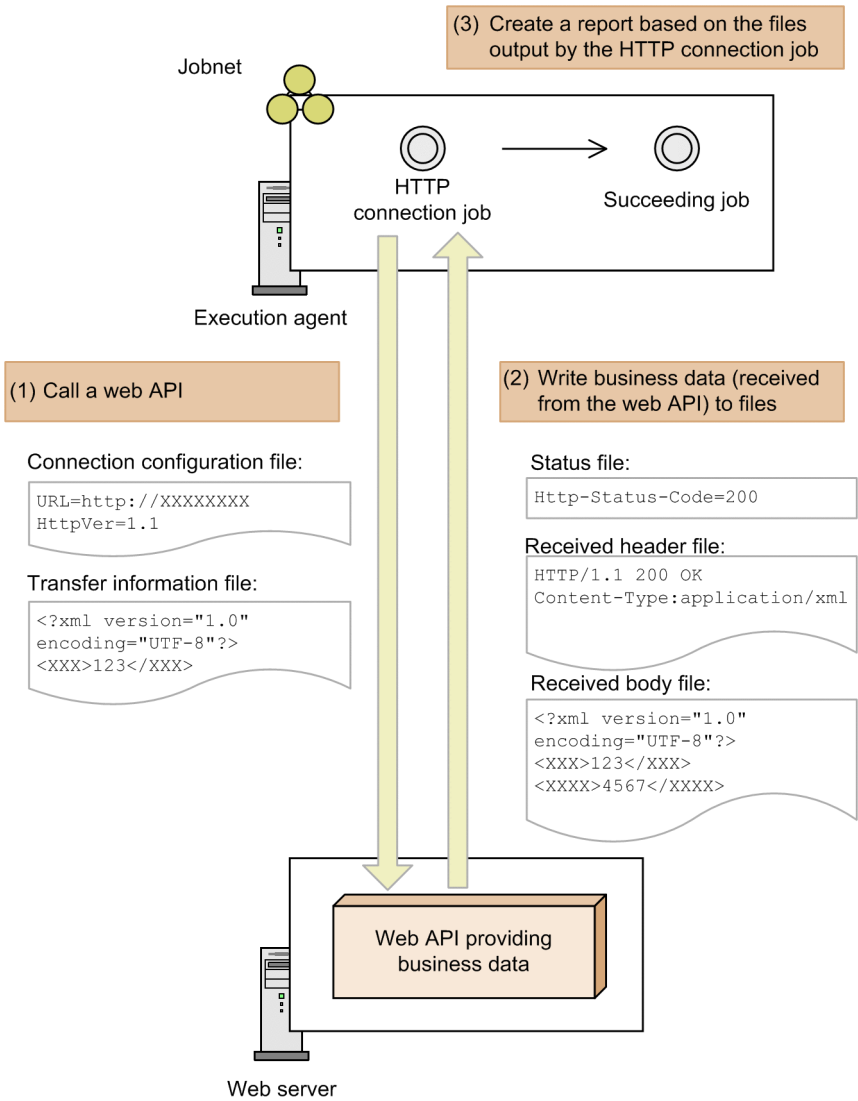 (3) Create a report based on the files
output by the HTTP connection job
Jobnet
HTTP
connection job
Succeeding job
Execution agent
(1) Call a web API
(2) Write business data (received
from the web API) to files
Connection configuration file:
URL=http://XXXXXXXX
HttpVer=1.1
Transfer information file:
<?xml version="1.0"
encoding="UTF-8"?>
<XXX>123</XXX>
Status file:
Http-Status-Code=200
Received header file:
HTTP/1.1 200 OK
Content-Type:application/xml
Received body file:
<?xml version="1.0"
encoding="UTF-8"?>
<XXX>123</XXX>
<XXXX>4567</XXXX>
Web API providing
business data
Web server